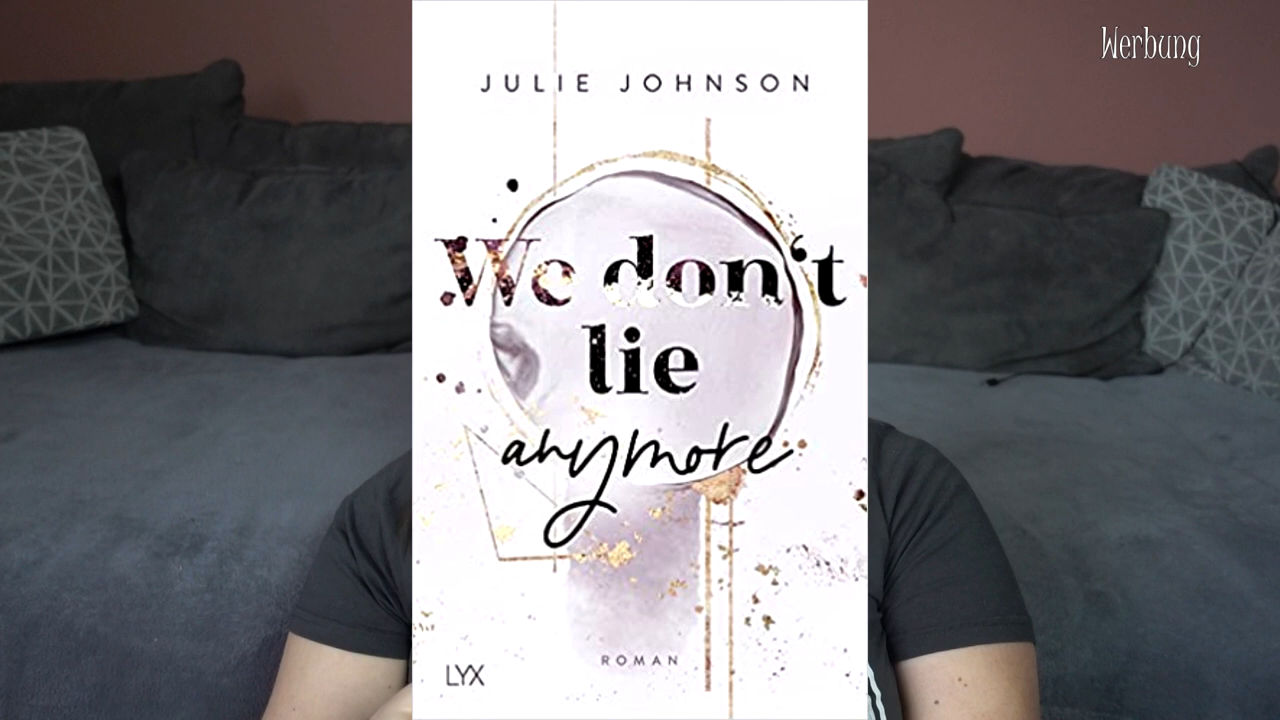 Werbung
JULIE JOHNSON
We don‘t
lie
anymore
ROMAN
LYX